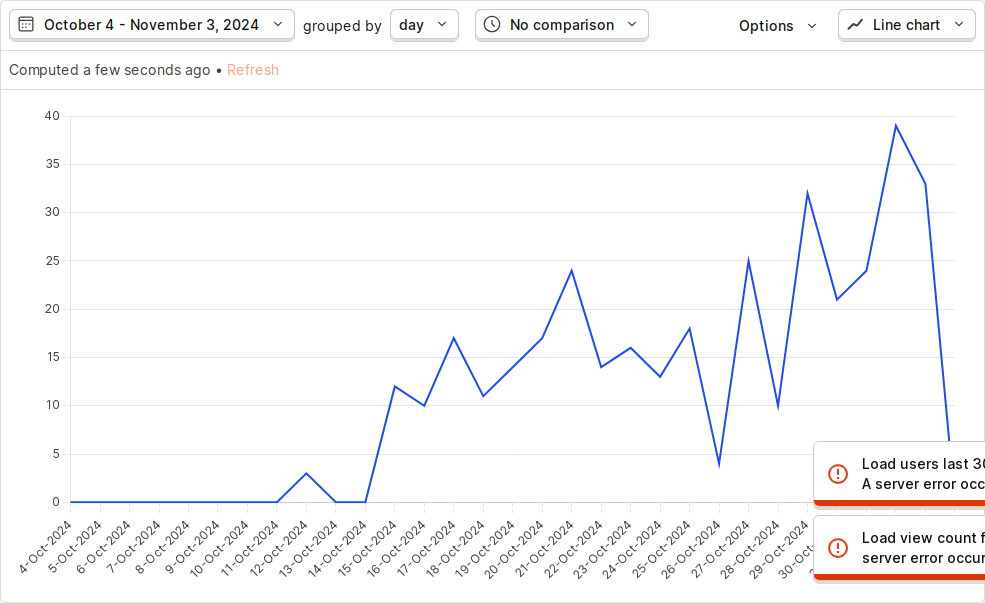 October 4 - November 3, 2024 grouped by day No comparison Options Line chart
Computed a few seconds ago • Refresh
40
35
30
25
20
15
10
5
0
4-Oct-2024
5-Oct-2024
6-Oct-2024
7-Oct-2024
8-Oct-2024
9-Oct-2024
10-Oct-2024
11-Oct-2024
12-Oct-2024
13-Oct-2024
14-Oct-2024
15-Oct-2024
16-Oct-2024
17-Oct-2024
18-Oct-2024
19-Oct-2024
20-Oct-2024
21-Oct-2024
22-Oct-2024
23-Oct-2024
24-Oct-2024
25-Oct-2024
26-Oct-2024
27-Oct-2024
28-Oct-2024
29-Oct-2024
Load users last 30
A server error occ
Load view count f
server error occur